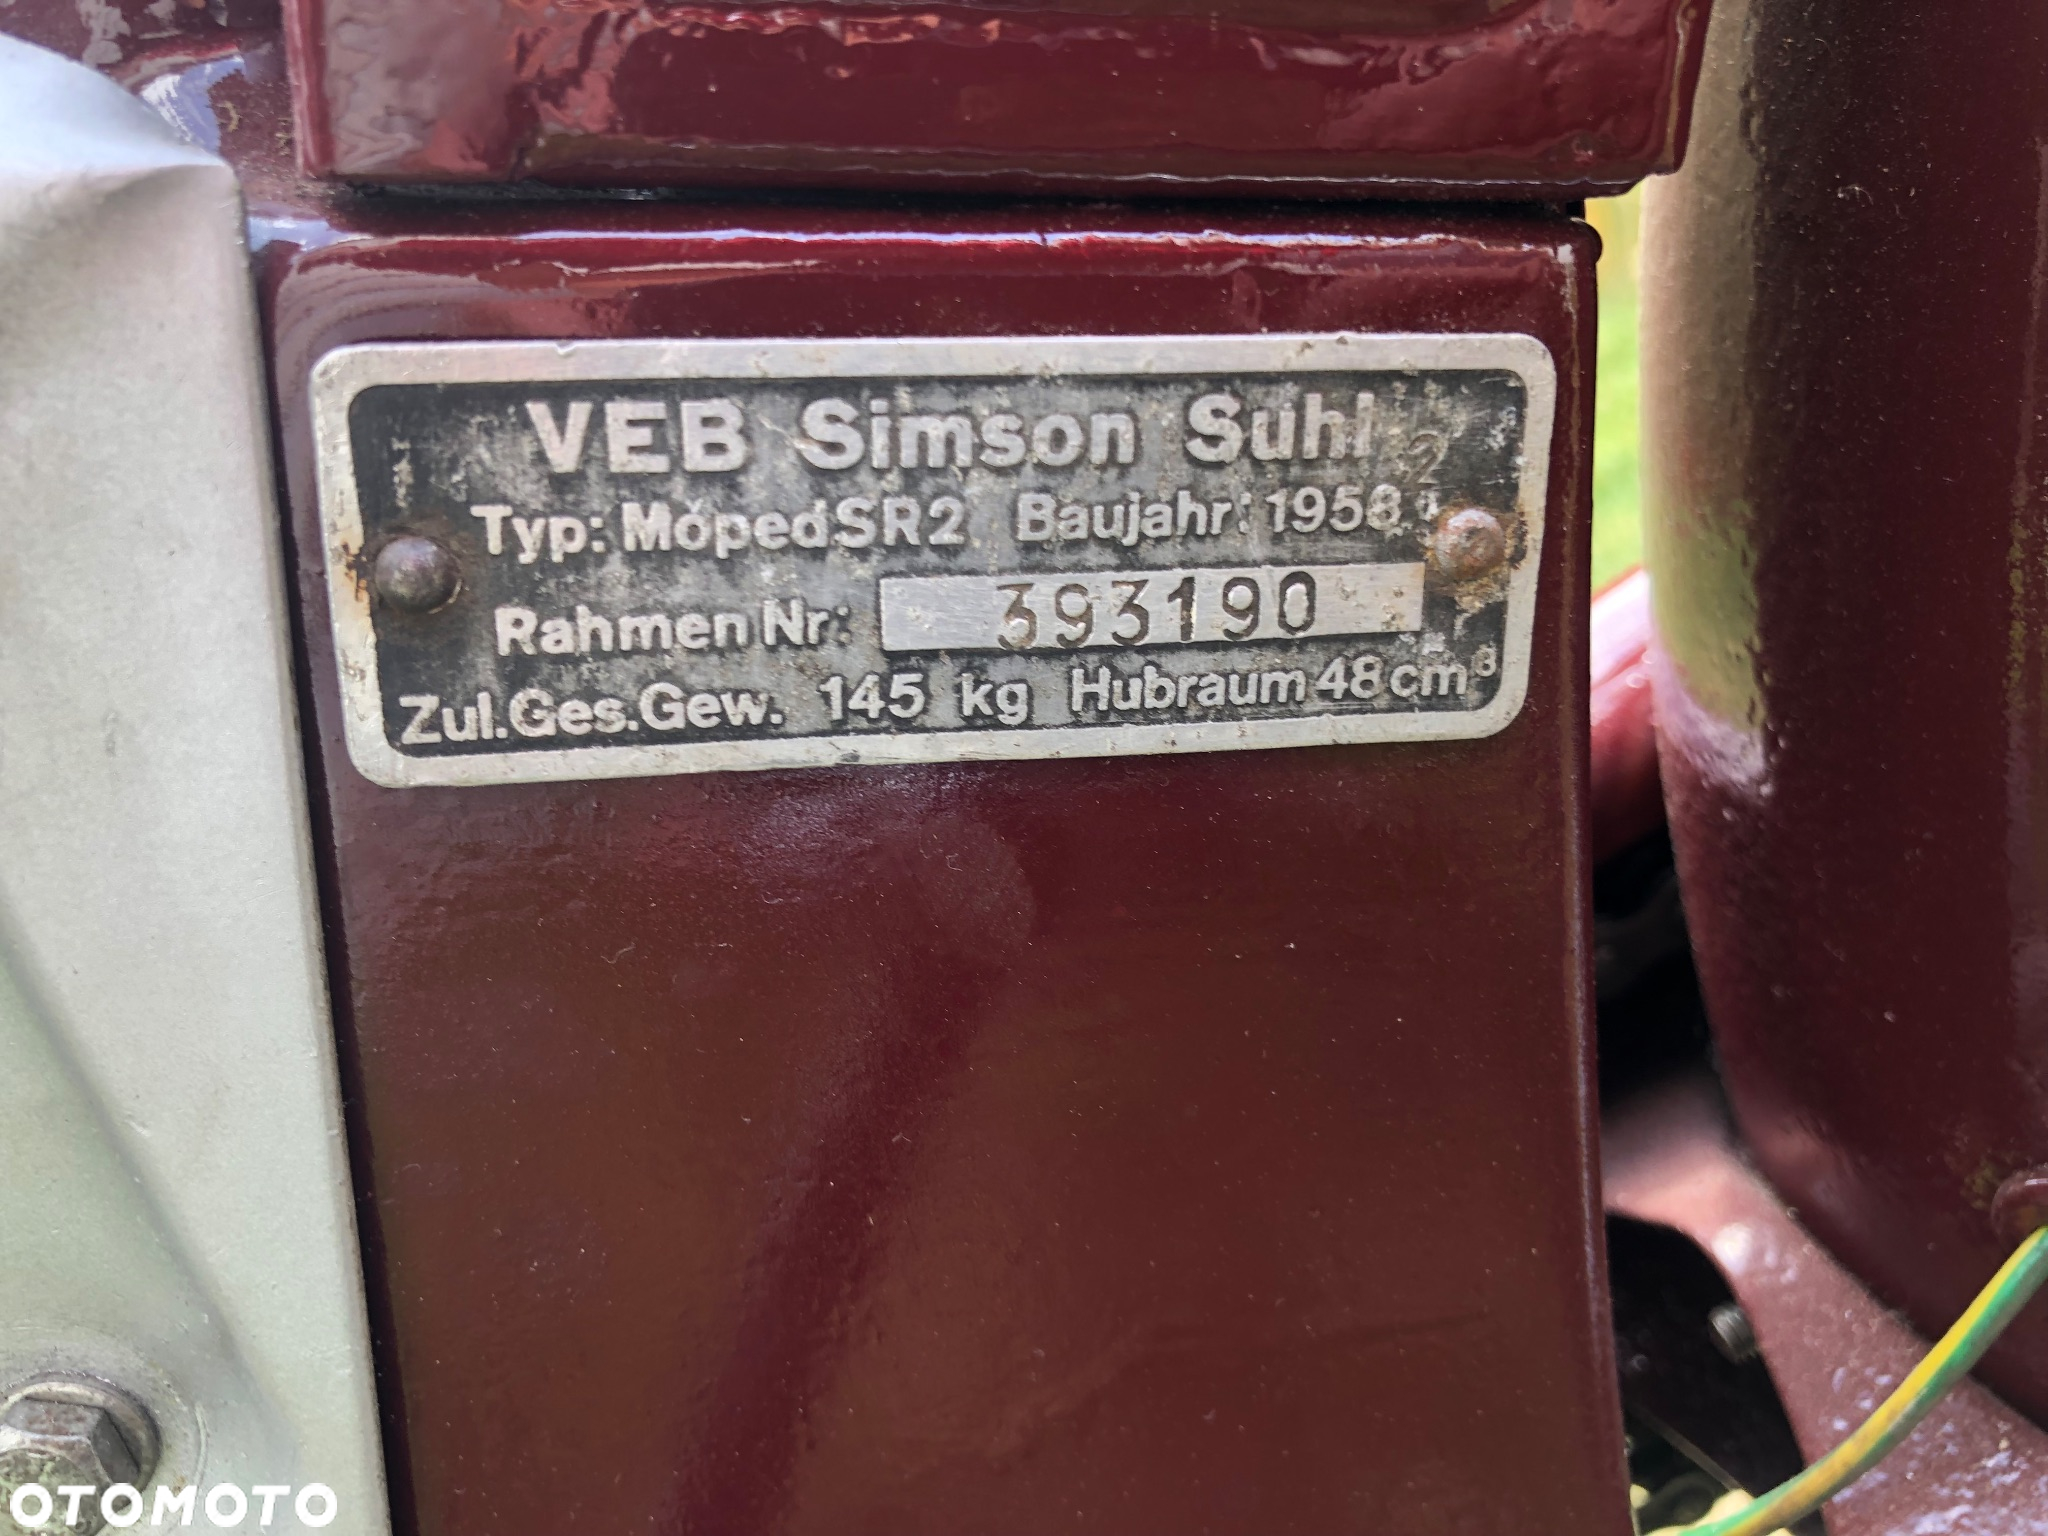 VEB Simson Suhl
2
Typ: Moped SR2 Baujahr: 1958
Rahmen Nr: 393190
Zul.Ges.Gew. 145 kg Hubraum 48 cm³
OTOMOTO